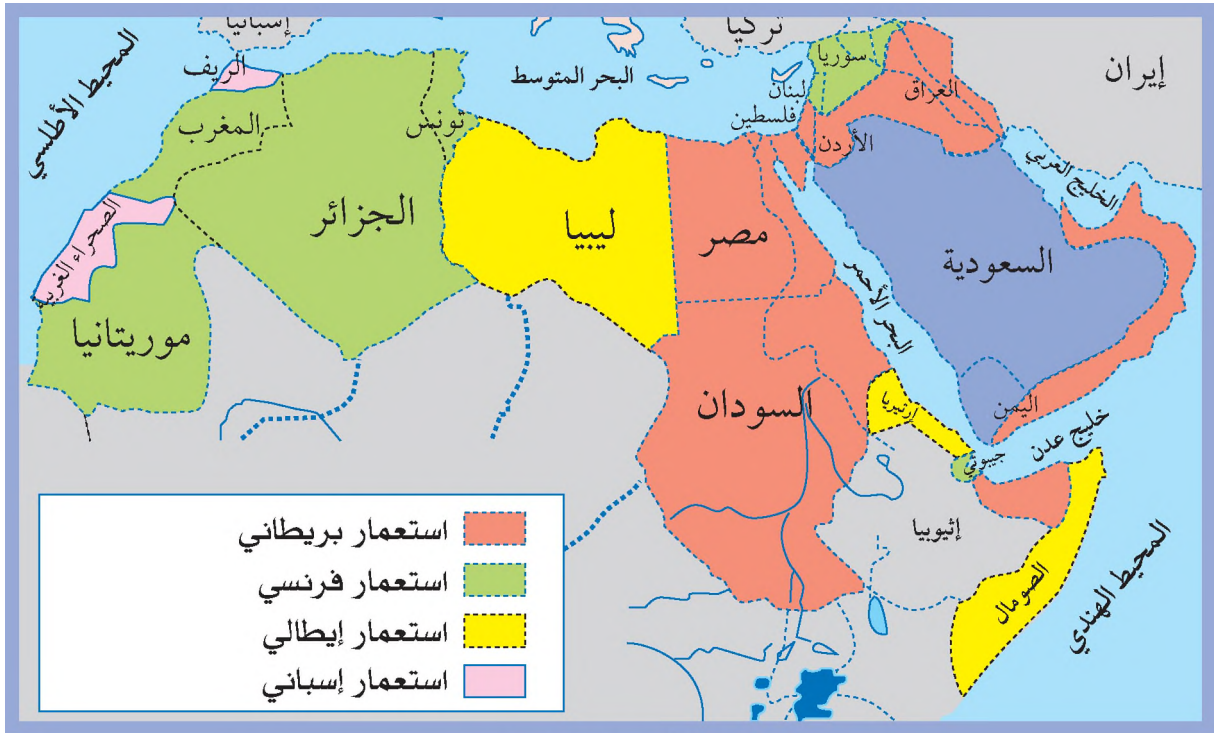 إسبانيا
تركيا
المحيط الأطلسي
الريف
البحر المتوسط
سوريا
لبنان
العراق
إيران
المغرب
تونس
فلسطين
الأردن
الخليج العربي
الصحراء الغربية
الجزائر
ليبيا
مصر
السعودية
البحر الأحمر
موريتانيا
السودان
ارتيريا
اليمن
خليج عدن
جيبوتي
إثيوبيا
الصومال
المحيط الهندي
استعمار بريطاني
استعمار فرنسي
استعمار إيطالي
استعمار إسباني